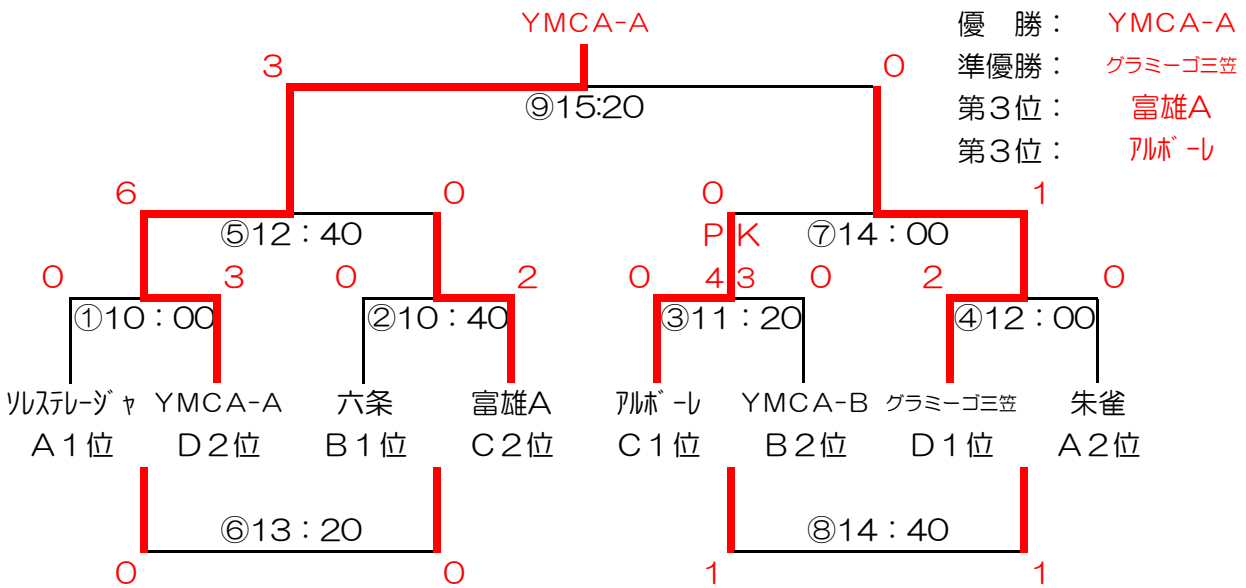 YMCA-A
優　勝： YMCA-A
3 0
準優勝： グラミーゴ三笠
⑨15:20
第３位： 富雄A
第３位： ｱﾙﾎﾞｰﾚ
6 0 0 1
⑤12：40 PK ⑦14：00
0 3 0 2 0 4 3 0 2 0
①10：00 ②10：40 ③11：20 ④12：00
ｿﾚｽﾃﾚｰｼﾞｬ YMCA-A 六条 富雄A ｱﾙﾎﾞｰﾚ YMCA-B グラミーゴ三笠 朱雀
A１位 D２位 B１位 C２位 C１位 B２位 D１位 A２位
⑥13：20 ⑧14：40
0 0 1 1